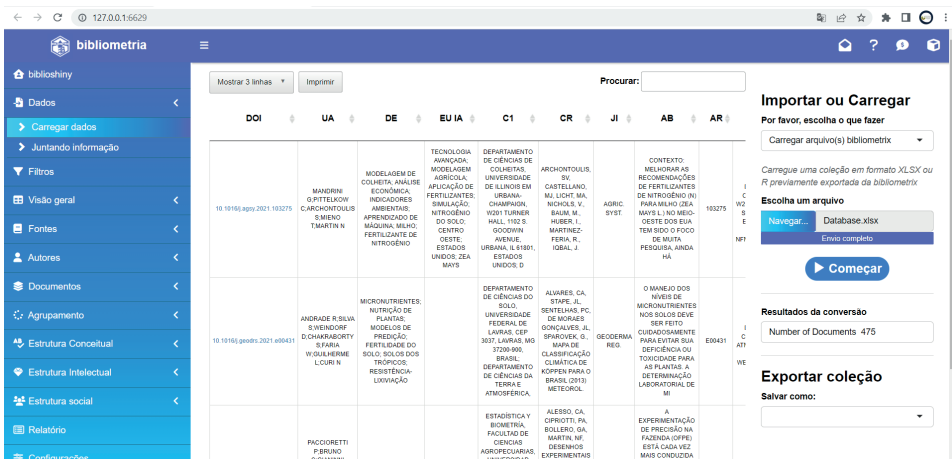 127.0.0.1:6629
bibliometria
biblioshiny
Dados
Carregar dados
Juntando informação
Filtros
Visão geral
Fontes
Autores
Documentos
Agrupamento
Estrutura Conceitual
Estrutura Intelectual
Estrutura social
Relatório
Configurações
Mostrar 3 linhas
Imprimir
Procurar:
DOI UA DE EU IA C1 CR JI AB AR
10.1016/j.agsy.2021.103275
MANDRINI
G;PITTELKOW
C;ARCHONTOULIS
S;MIENO
T;MARTIN N
MODELAGEM DE
COLHEITA; ANÁLISE
ECONÔMICA;
INDICADORES
AMBIENTAIS;
APRENDIZADO DE
MÁQUINA; MILHO;
FERTILIZANTE DE
NITROGÊNIO
TECNOLOGIA
AVANÇADA;
MODELAGEM
AGRÍCOLA;
APLICAÇÃO DE
FERTILIZANTES;
SIMULAÇÃO;
NITROGÊNIO
DO SOLO;
CENTRO
OESTE;
ESTADOS
UNIDOS; ZEA
MAYS
DEPARTAMENTO
DE CIÊNCIAS DE
COLHEITAS,
UNIVERSIDADE
DE ILLINOIS EM
URBANA-
CHAMPAIGN,
W201 TURNER
HALL, 1102 S.
GOODWIN
AVENUE,
URBANA, IL 61801,
ESTADOS
UNIDOS; D
ARCHONTOULIS,
SV,
CASTELLANO,
MJ, LICHT, MA,
NICHOLS, V.,
BAUM, M.,
HUBER, I.,
MARTINEZ-
FERIA, R.,
IQBAL, J.
AGRIC.
SYST.
CONTEXTO:
MELHORAR AS
RECOMENDAÇÕES
DE FERTILIZANTES
DE NITROGÊNIO (N)
PARA MILHO (ZEA
MAYS L.) NO MEIO-
OESTE DOS EUA
TEM SIDO O FOCO
DE MUITA
PESQUISA, AINDA
HÁ
103275
10.1016/j.geodrs.2021.e00431
ANDRADE R;SILVA
S;WEINDORF
D;CHAKRABORTY
S;FARIA
W;GUILHERME
L;CURI N
MICRONUTRIENTES;
NUTRIÇÃO DE
PLANTAS;
MODELOS DE
PREDIÇÃO;
FERTILIDADE DO
SOLO; SOLOS DOS
TRÓPICOS;
RESISTÊNCIA-
LIXIVIAÇÃO
DEPARTAMENTO
DE CIÊNCIAS DO
SOLO,
UNIVERSIDADE
FEDERAL DE
LAVRAS, CEP
3037, LAVRAS, MG
37200-900,
BRASIL;
DEPARTAMENTO
DE CIÊNCIAS DA
TERRA E
ATMOSFÉRICA,
ALVARES, CA,
STAPE, JL,
SENTELHAS, PC,
DE MORAES
GONÇALVES, JL,
SPAROVEK, G.,
MAPA DE
CLASSIFICAÇÃO
CLIMÁTICA DE
KÖPPEN PARA O
BRASIL (2013)
METEOROL.
GEODERMA
REG.
O MANEJO DOS
NÍVEIS DE
MICRONUTRIENTES
NOS SOLOS DEVE
SER FEITO
CUIDADOSAMENTE
PARA EVITAR SUA
DEFICIÊNCIA OU
TOXICIDADE PARA
AS PLANTAS. A
DETERMINAÇÃO
LABORATORIAL DE
MI
E00431
PACCIORETTI
P;BRUNO
ESTADÍSTICA Y
BIOMETRÍA,
FACULTAD DE
CIENCIAS
AGROPECUARIAS,
ALESSO, CA,
CIPRIOTTI, PA,
BOLLERO, GA,
MARTIN, NF,
DESENHOS
EXPERIMENTAIS
A
EXPERIMENTAÇÃO
DE PRECISÃO NA
FAZENDA (OFPE)
ESTÁ CADA VEZ
MAIS CONDUZIDA
Importar ou Carregar
Por favor, escolha o que fazer
Carregar arquivo(s) bibliometrix
Carregue uma coleção em formato XLSX ou
R previamente exportada da bibliometrix
Escolha um arquivo
Navegar... Database.xlsx
Envio completo
Começar
Resultados da conversão
Number of Documents 475
Exportar coleção
Salvar como: